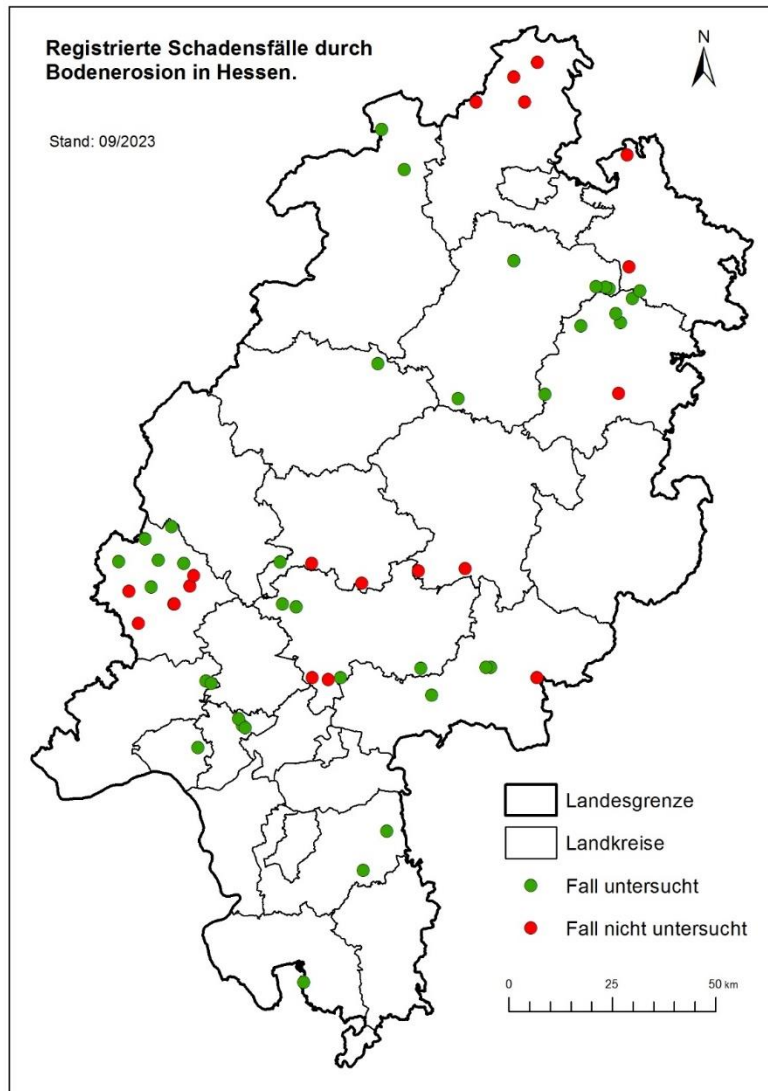 Registrierte Schadensfälle durch
Bodenerosion in Hessen.
N
Stand: 09/2023
Landesgrenze
Landkreise
Fall untersucht
Fall nicht untersucht
0 25 50 km